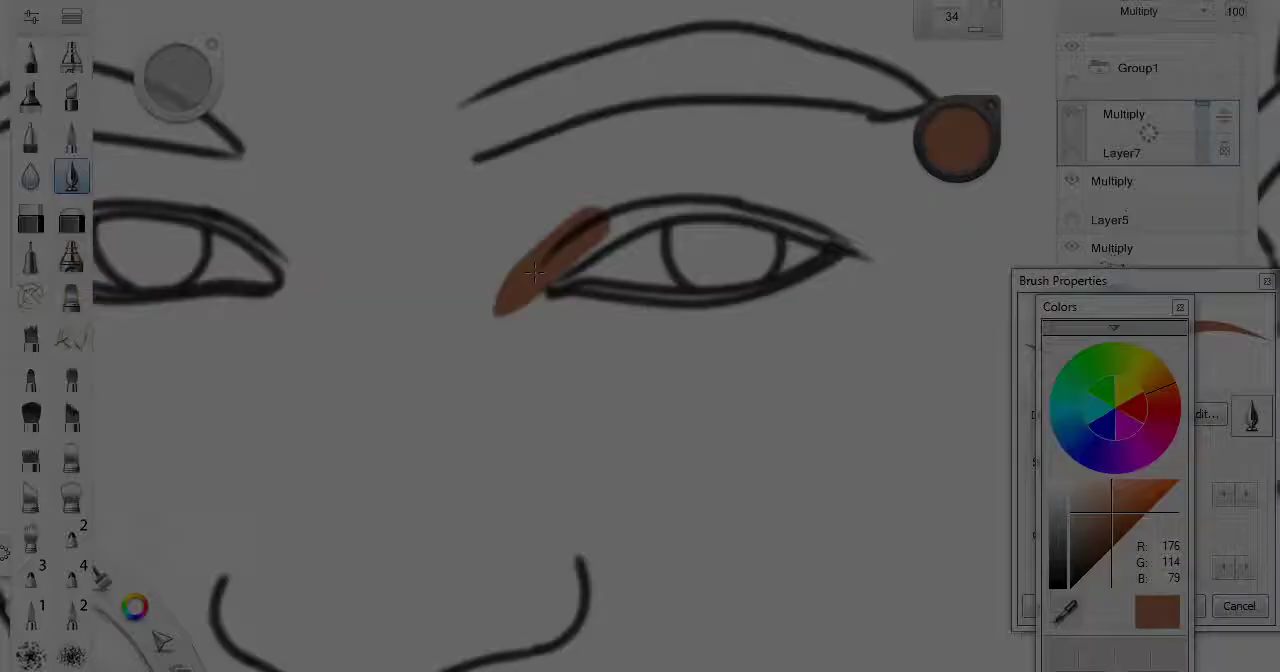 34
Multiply
100
Group1
Multiply
Layer7
Multiply
Layer5
Multiply
Brush Properties
Colors
dit...
R: 176
G: 114
B: 79
Cancel
2
3
4
1
2